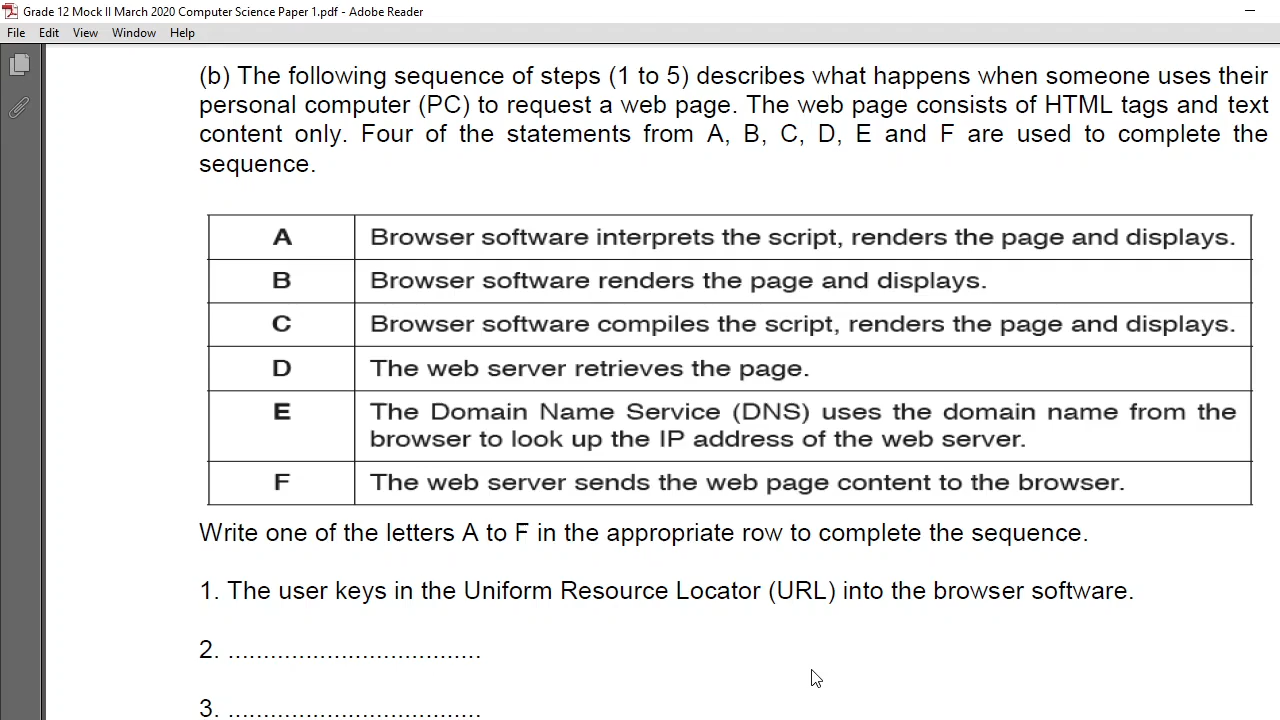 Grade 12 Mock II March 2020 Computer Science Paper 1.pdf - Adobe Reader
File Edit View Window Help
(b) The following sequence of steps (1 to 5) describes what happens when someone uses their
personal computer (PC) to request a web page. The web page consists of HTML tags and text
content only. Four of the statements from A, B, C, D, E and F are used to complete the
sequence.
A Browser software interprets the script, renders the page and displays.
B Browser software renders the page and displays.
C Browser software compiles the script, renders the page and displays.
D The web server retrieves the page.
E The Domain Name Service (DNS) uses the domain name from the
browser to look up the IP address of the web server.
F The web server sends the web page content to the browser.
Write one of the letters A to F in the appropriate row to complete the sequence.
1. The user keys in the Uniform Resource Locator (URL) into the browser software.
2. ...................................
3. ...................................